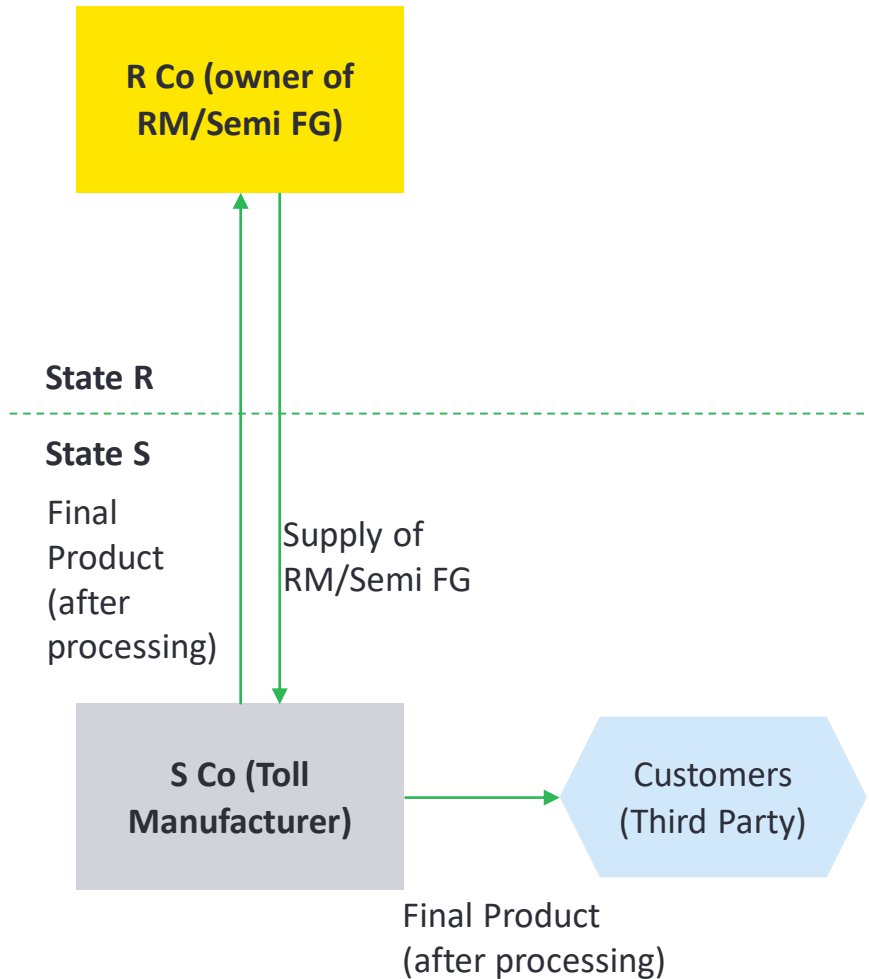 R Co (owner of
RM/Semi FG)
State R
State S
Final
Product
(after
processing)
Supply of
RM/Semi FG
S Co (Toll
Manufacturer)
Customers
(Third Party)
Final Product
(after processing)